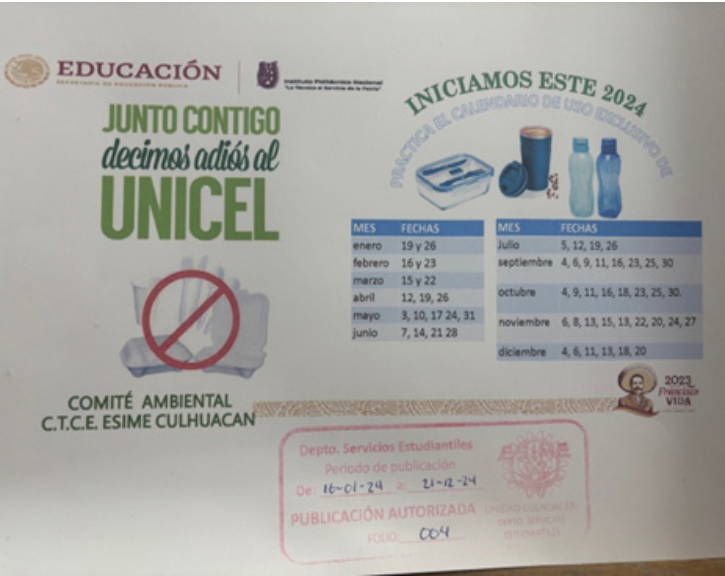 EDUCACIÓN
SECRETARÍA DE EDUCACIÓN PÚBLICA
Instituto Politécnico Nacional
"La Técnica al Servicio de la Patria"
JUNTO CONTIGO
decimos adiós al
UNICEL
COMITÉ AMBIENTAL
C.T.C.E. ESIME CULHUACAN
INICIAMOS ESTE 2024
PRACTICA EL CALENDARIO DE USO EXCLUSIVO DE
MES FECHAS
enero 19 y 26
febrero 16 y 23
marzo 15 y 22
abril 12, 19, 26
mayo 3, 10, 17 24, 31
junio 7, 14, 21 28
MES FECHAS
Julio 5, 12, 19, 26
septiembre 4, 6, 9, 11, 16, 23, 25, 30
octubre 4, 9, 11, 16, 18, 23, 25, 30.
noviembre 6, 8, 13, 15, 13, 22, 20, 24, 27
diciembre 4, 6, 11, 13, 18, 20
2023
Francisco
VILLA
Depto. Servicios Estudiantiles
Periodo de publicación
De: 16-01-24 a: 21-12-24
PUBLICACIÓN AUTORIZADA
FOLIO: 004
UNIDAD CULHUACAN
DEPTO. SERVICIOS
ESTUDIANTILES